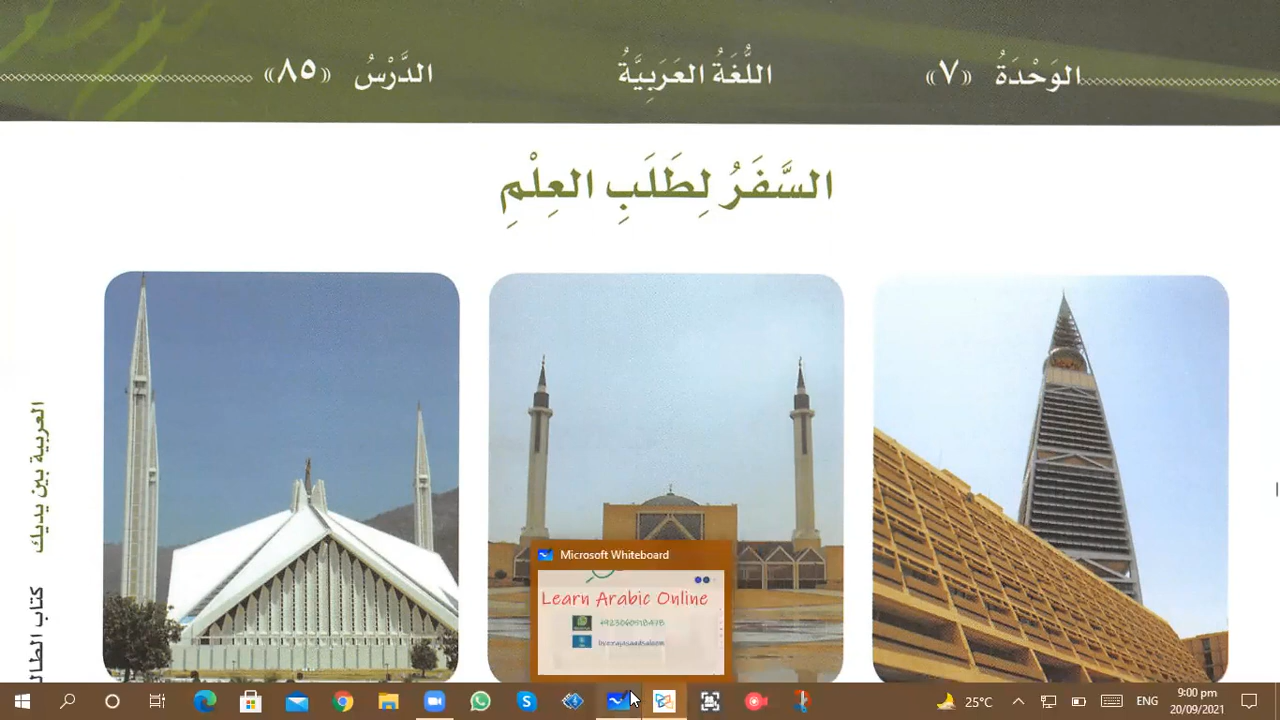 الوَحْدَةُ «٧» اللُّغَةُ العَرَبِيَّةُ الدَّرْسُ «٨٥»
السَّفَرُ لِطَلَبِ العِلْمِ
العربية بين يديك كتاب الطال
Microsoft Whiteboard
Learn Arabic Online
25°C
ENG
9:00 pm
20/09/2021